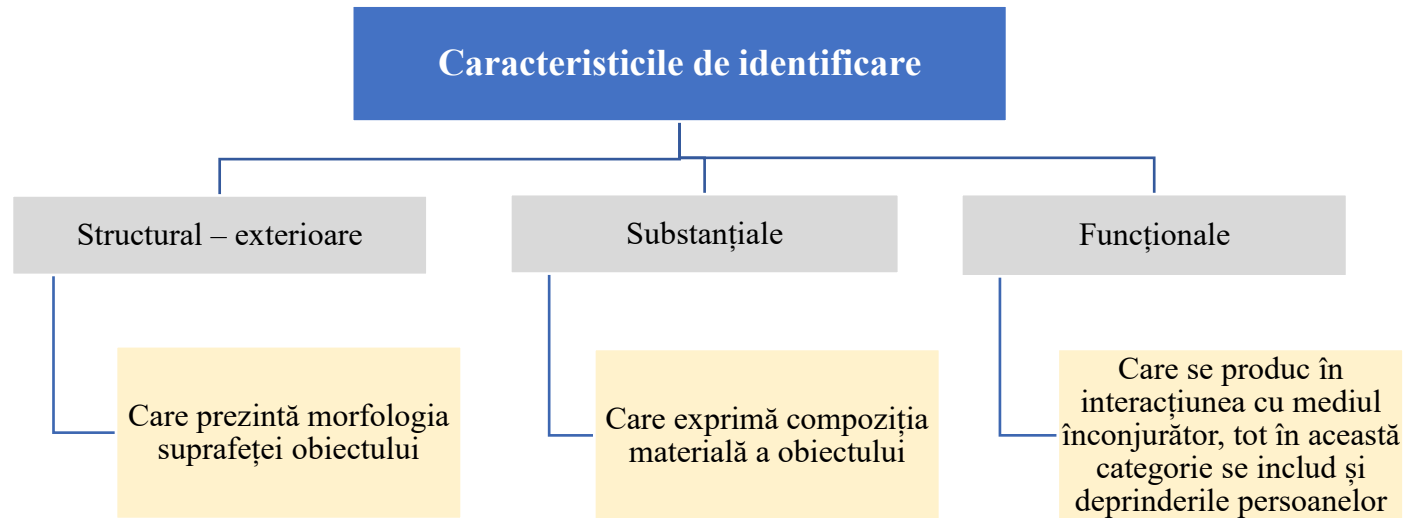 Caracteristicile de identificare
Structural – exterioare
Substanțiale
Funcționale
Care prezintă morfologia
suprafeței obiectului
Care exprimă compoziția
materială a obiectului
Care se produc în
interacțiunea cu mediul
înconjurător, tot în această
categorie se includ și
deprinderile persoanelor